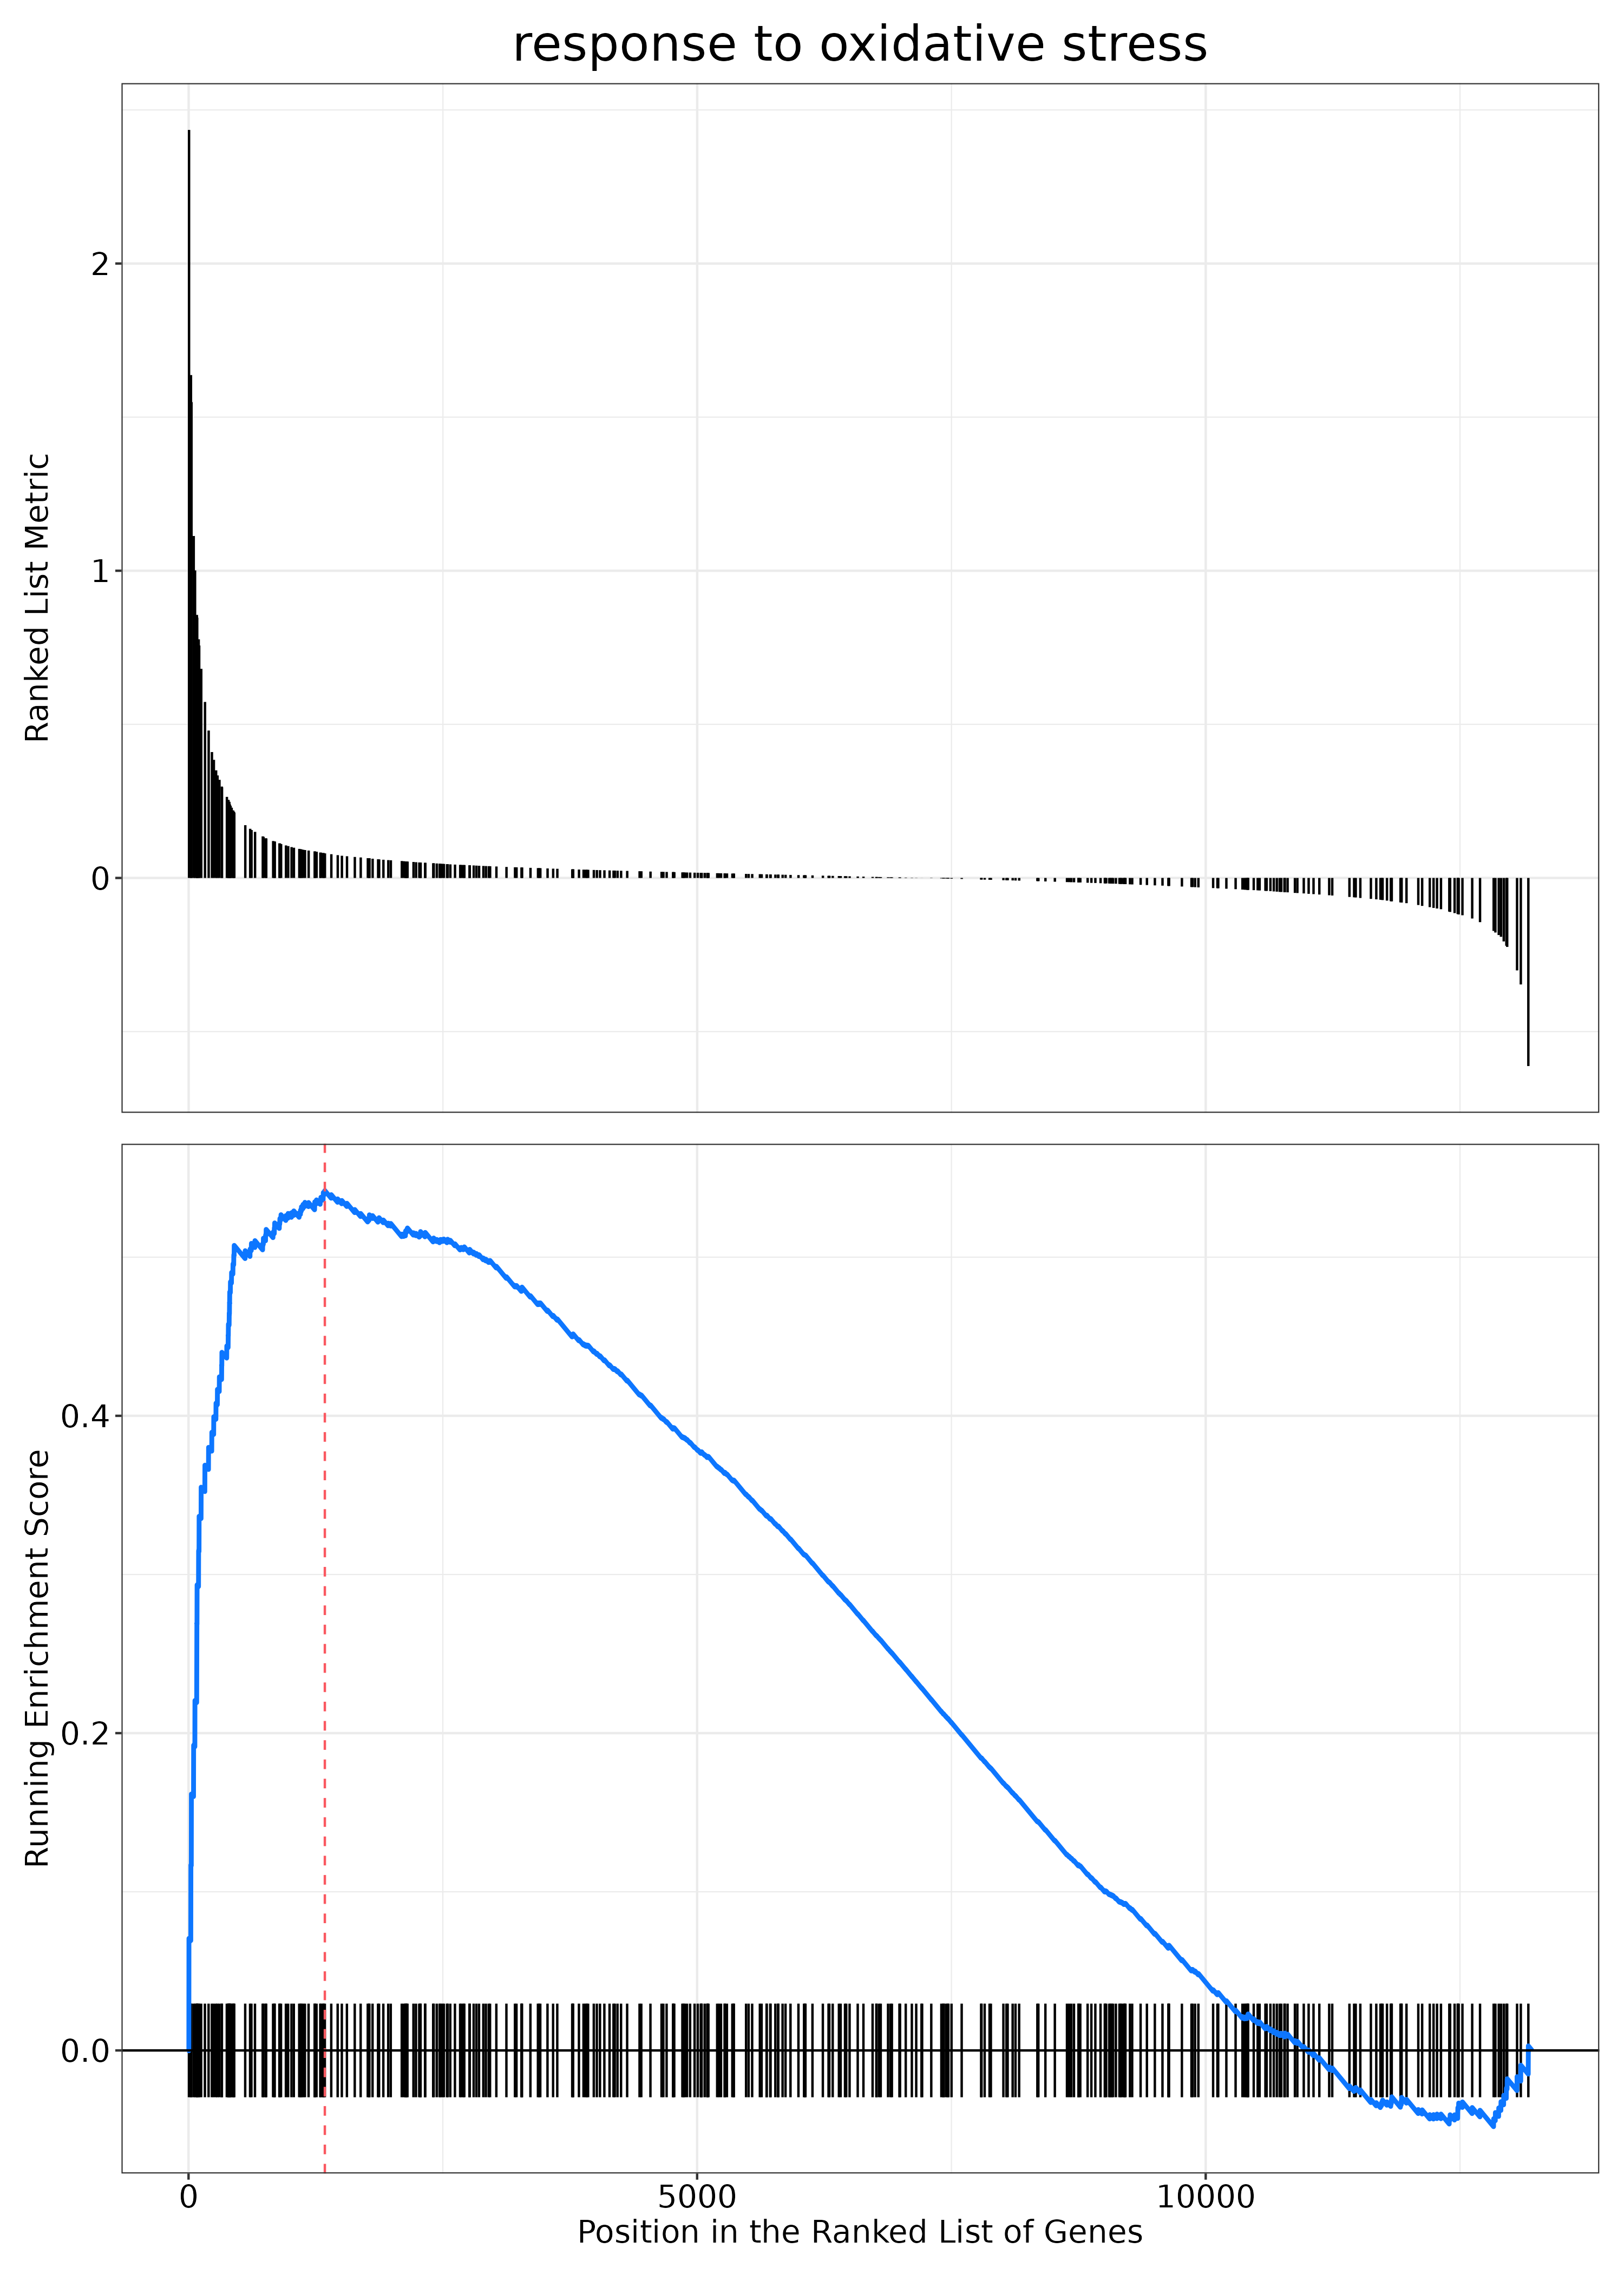 response to oxidative stress
Ranked List Metric
2
1
0
Running Enrichment Score
0.4
0.2
0.0
0 5000 10000
Position in the Ranked List of Genes